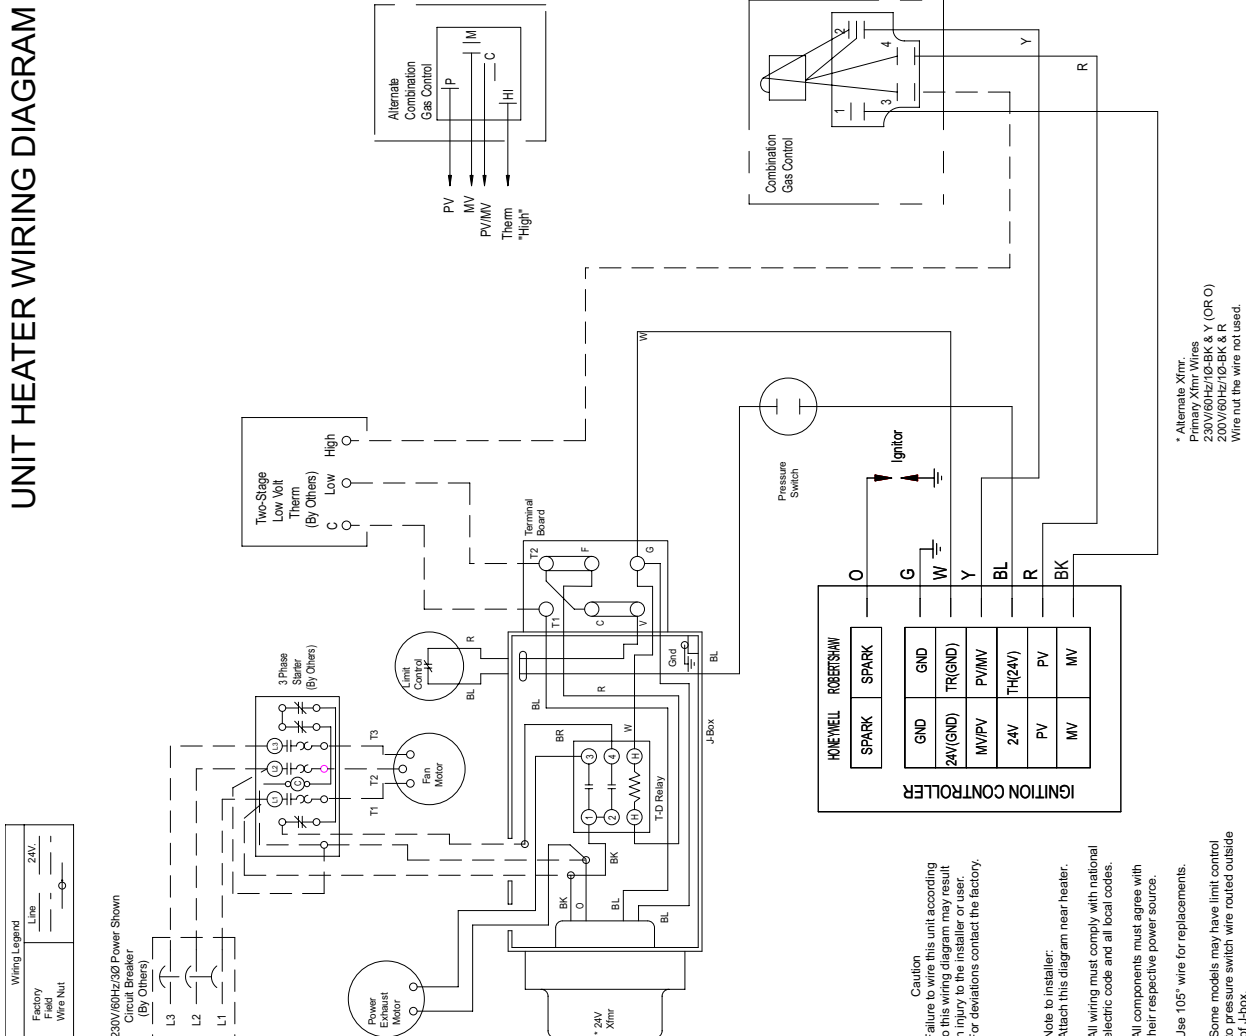 UNIT HEATER WIRING DIAGRAM
Wiring Legend
Line
24V.
Factory
Field
Wire Nut
230V/60Hz/3Ø Power Shown
Circuit Breaker
(By Others)
L3
L2
L1
3 Phase
Starter
(By Others)
L1
L2
L3
C
T1
T2
T3
Fan
Motor
Limit
Control
BL
R
Power
Exhaust
Motor
* 24V
Xfmr
BK
O
BL
BL
BK
BR
BL
R
W
T-D Relay
1
2
3
4
H
H
J-Box
Gnd
BL
Terminal
Board
T1
T2
F
C
V
G
Two-Stage
Low Volt
Therm
(By Others)
C
Low
High
Alternate
Combination
Gas Control
P
M
C
HI
PV
MV
PV/MV
Therm
"High"
Combination
Gas Control
1
2
3
4
Y
R
W
Pressure
Switch
Ignitor
O
G
W
Y
BL
R
BK
IGNITION CONTROLLER
HONEYWELL
ROBERTSHAW
SPARK
SPARK
GND
GND
24V(GND)
TR(GND)
MV/PV
PV/MV
24V
TH(24V)
PV
PV
MV
MV
* Alternate Xfmr.
Primary Xfmr Wires
230V/60Hz/1Ø-BK & Y (OR O)
200V/60Hz/1Ø-BK & R
Wire nut the wire not used.
Caution
Failure to wire this unit according
to this wiring diagram may result
in injury to the installer or user.
For deviations contact the factory.
Note to installer:
Attach this diagram near heater.
All wiring must comply with national
electric code and all local codes.
All components must agree with
their respective power source.
Use 105° wire for replacements.
Some models may have limit control
to pressure switch wire routed outside
of J-box.